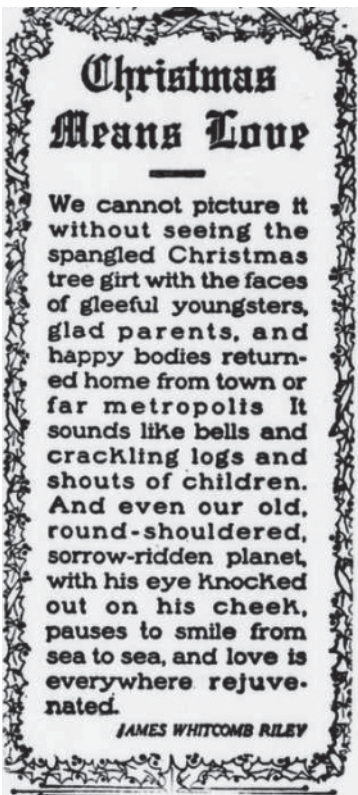 Christmas
Means Love
We cannot picture it
without seeing the
spangled Christmas
tree girt with the faces
of gleeful youngsters,
glad parents, and
happy bodies return-
ed home from town or
far metropolis It
sounds like bells and
crackling logs and
shouts of children.
And even our old,
round-shouldered,
sorrow-ridden planet,
with his eye knocked
out on his cheek,
pauses to smile from
sea to sea, and love is
everywhere rejuve-
nated.
JAMES WHITCOMB RILEY